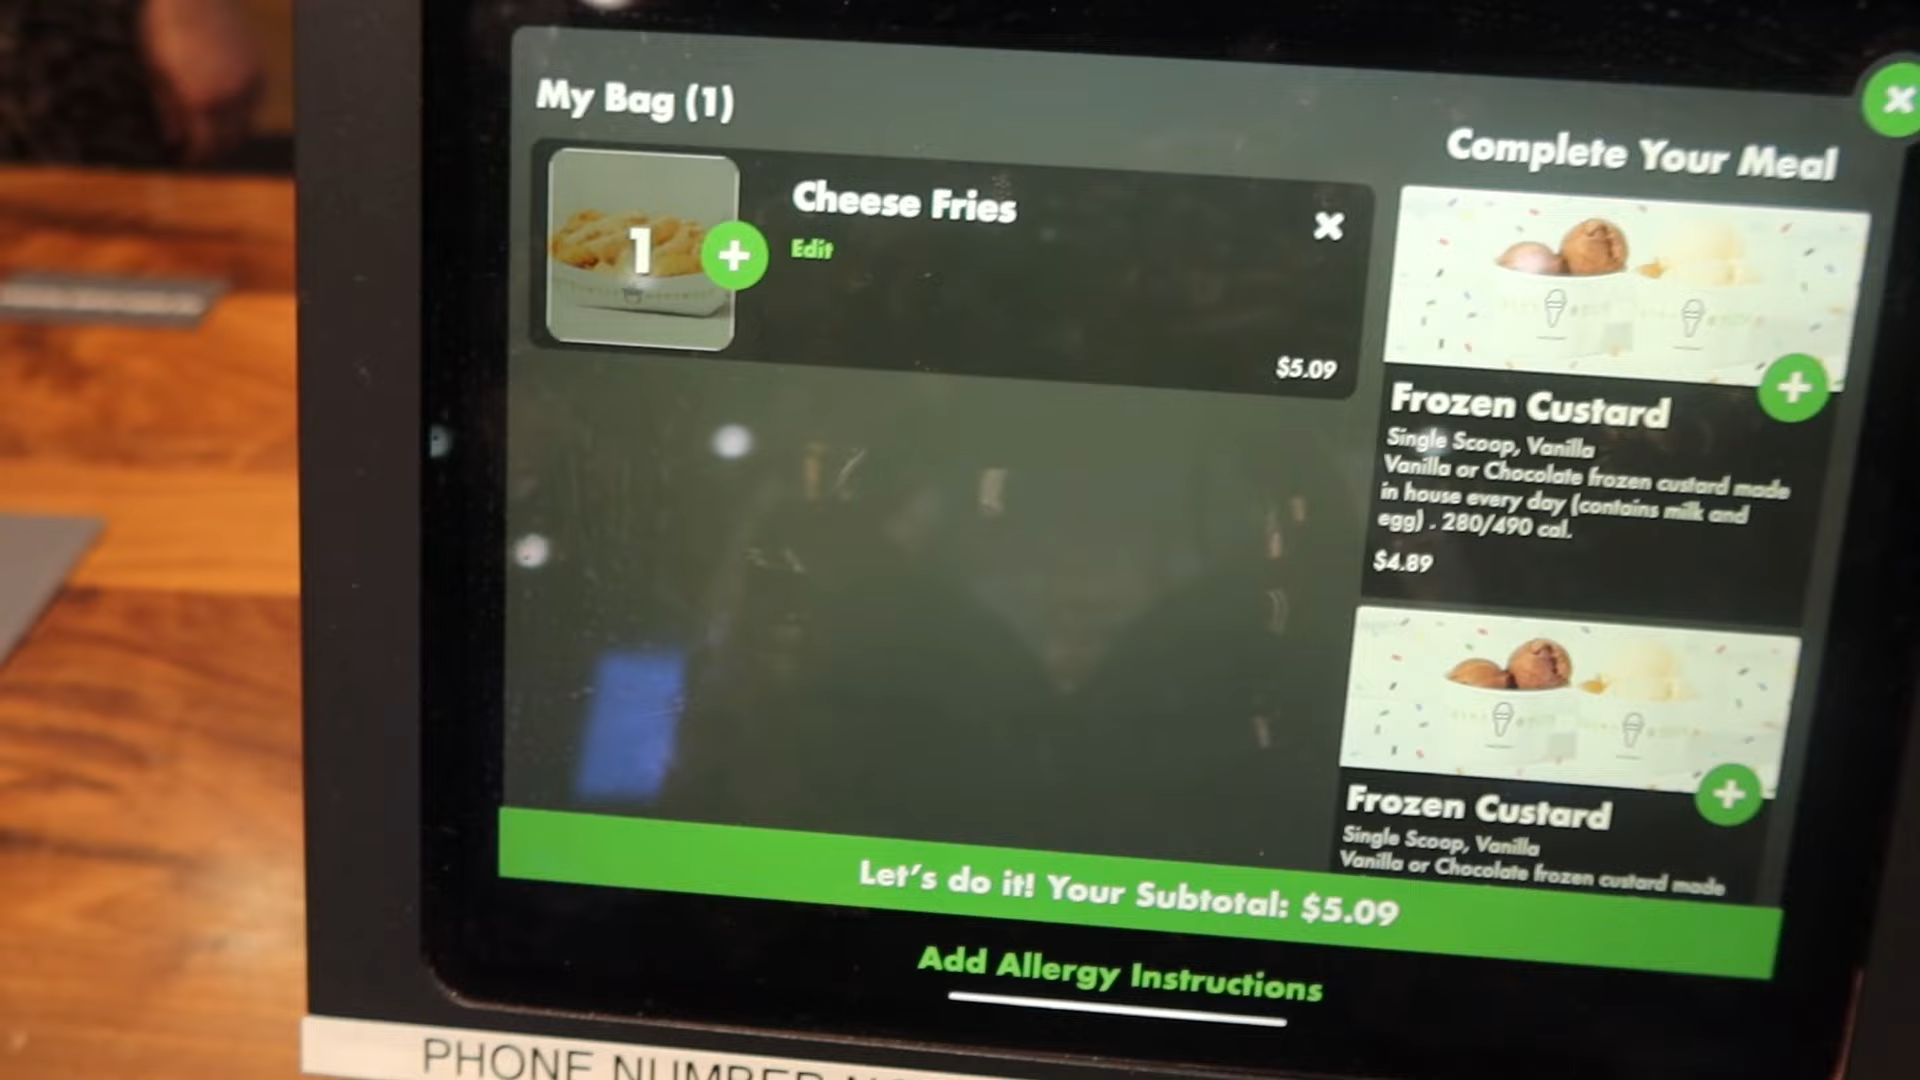 My Bag (1)
1
Cheese Fries
Edit
$5.09
Complete Your Meal
Frozen Custard
Single Scoop, Vanilla
Vanilla or Chocolate frozen custard made
in house every day (contains milk and
egg) . 280/490 cal.
$4.89
Frozen Custard
Single Scoop, Vanilla
Vanilla or Chocolate frozen custard made
Let's do it! Your Subtotal: $5.09
Add Allergy Instructions
PHONE NUMBER